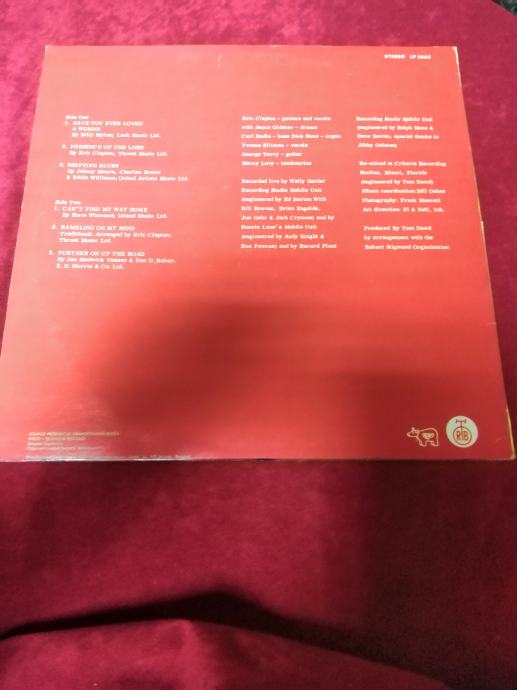 STEREO LP 5580
Side One
1. HAVE YOU EVER LOVED
A WOMAN
By Billy Myles; Lark Music Ltd.
2. PRESENCE OF THE LORD
By Eric Clapton; Throat Music Ltd.
3. DRIFTING BLUES
By Johnny Moore, Charles Brown
& Eddie Williams; United Artists Music Ltd.
Side Two
1. CAN'T FIND MY WAY HOME
By Steve Winwood; Island Music Ltd.
2. RAMBLING ON MY MIND
Traditional, Arranged by Eric Clapton;
Throat Music Ltd.
3. FURTHER ON UP THE ROAD
By Joe Medwick Veasey & Don D. Robey;
E. H. Morris & Co. Ltd.
Eric Clapton – guitars and vocals
with Jamie Oldaker – drums
Carl Radle – bass Dick Sims – organ
Yvonne Elliman – vocals
George Terry – guitar
Marcy Levy – tambourine
Recorded live by Wally Heider
Recording Studio Mobile Unit
(engineered by Ed Barton with
Bill Broms, Brian Engolds,
Jim Gehr & Jack Crymes) and by
Ronnie Lane's Mobile Unit
(engineered by Andy Knight &
Ron Fawcus) and by Record Plant
Recording Studio Mobile Unit
(engineered by Ralph Moss &
Dave Hewitt; special thanks to
Albhy Galuten)
Re-mixed at Criteria Recording
Studios, Miami, Florida
(engineered by Tom Dowd)
Album coordination: Bill Oakes
Photography: Frank Moscati
Art direction: El & Self, Ink.
Produced By Tom Dowd
by arrangement with the
Robert Stigwood Organisation
RTB